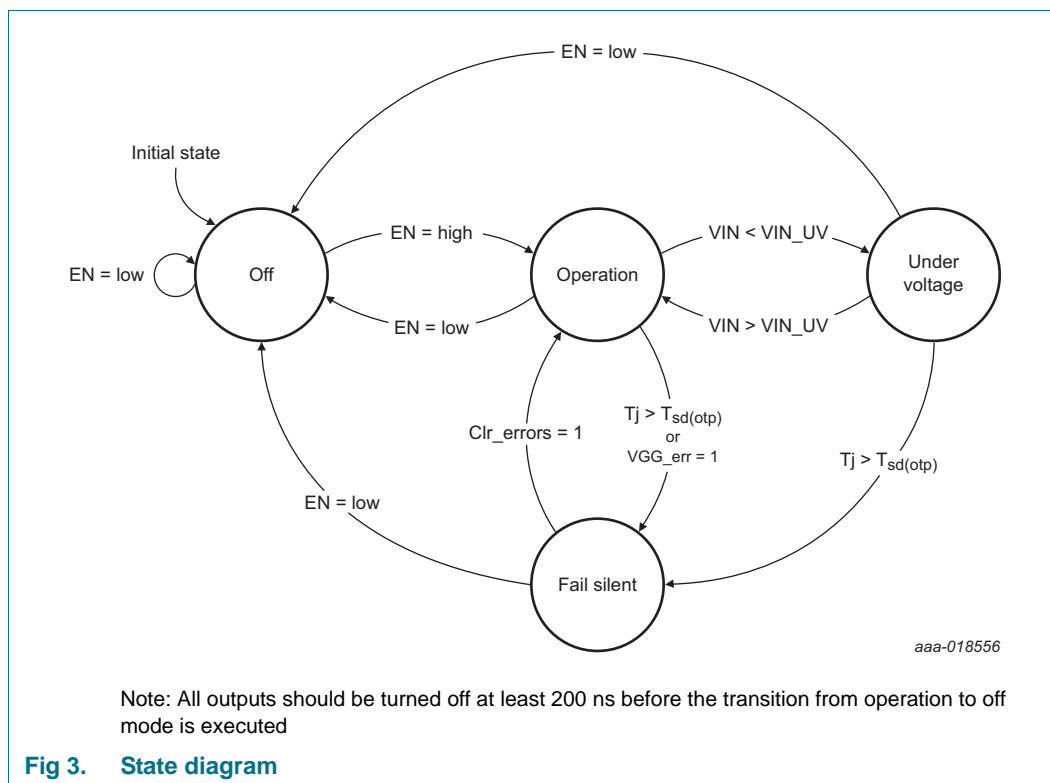 EN = low
Initial state
EN = high
VIN < VIN_UV
EN = low
Off
Operation
Under
voltage
EN = low
VIN > VIN_UV
Clr_errors = 1
Tj > Tsd(otp)
or
VGG_err = 1
Tj > Tsd(otp)
EN = low
Fail silent
aaa-018556
Note: All outputs should be turned off at least 200 ns before the transition from operation to off
mode is executed
Fig 3. State diagram